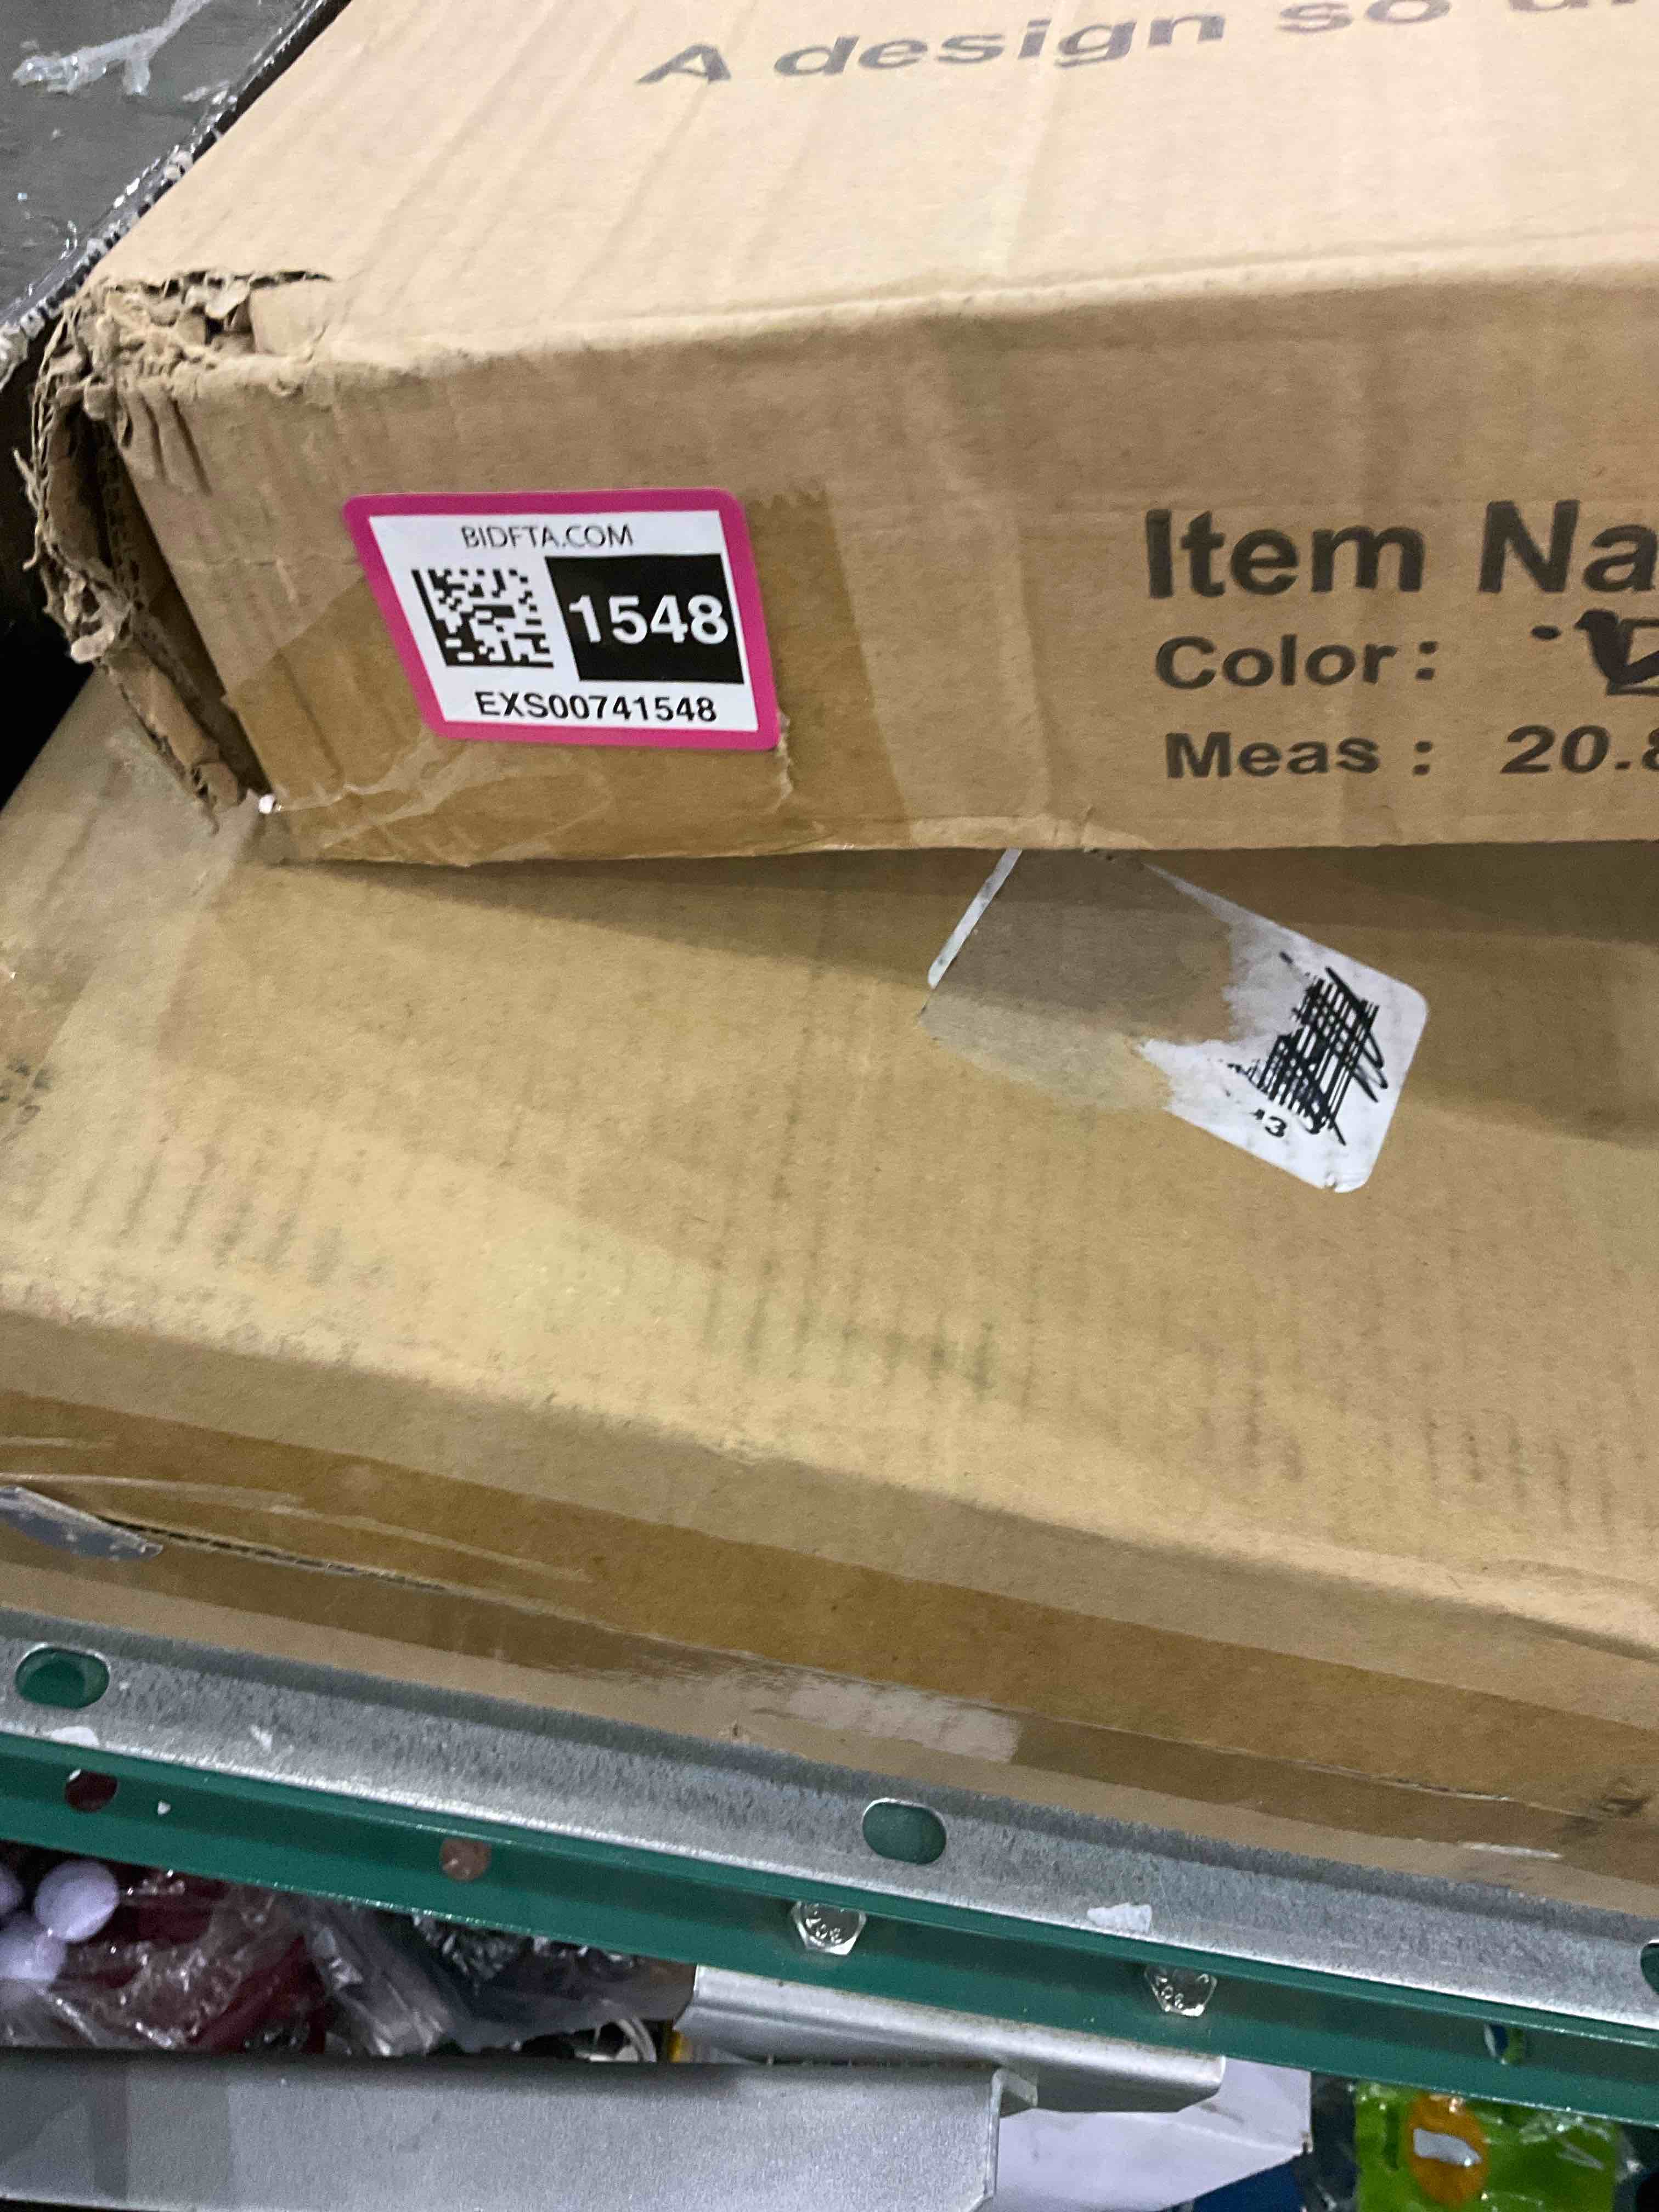 A design so
BIDFTA.COM
1548
EXS00741548
Item Na
Color :
Meas : 20.8